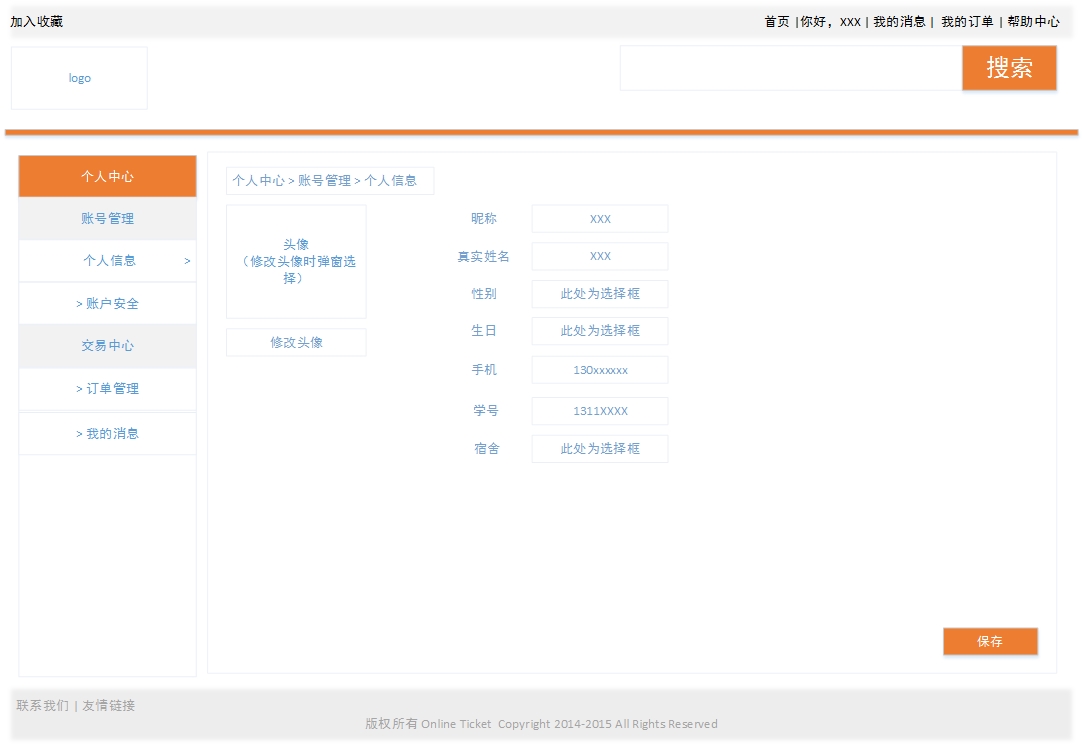 加入收藏
首页 |你好，XXX | 我的消息 | 我的订单 | 帮助中心
logo
搜索
个人中心
账号管理
个人信息 >
> 账户安全
交易中心
> 订单管理
> 我的消息
个人中心 > 账号管理 > 个人信息
头像
（修改头像时弹窗选
择）
修改头像
昵称 XXX
真实姓名 XXX
性别 此处为选择框
生日 此处为选择框
手机 130xxxxxx
学号 1311XXXX
宿舍 此处为选择框
保存
联系我们 | 友情链接
版权所有 Online Ticket Copyright 2014-2015 All Rights Reserved